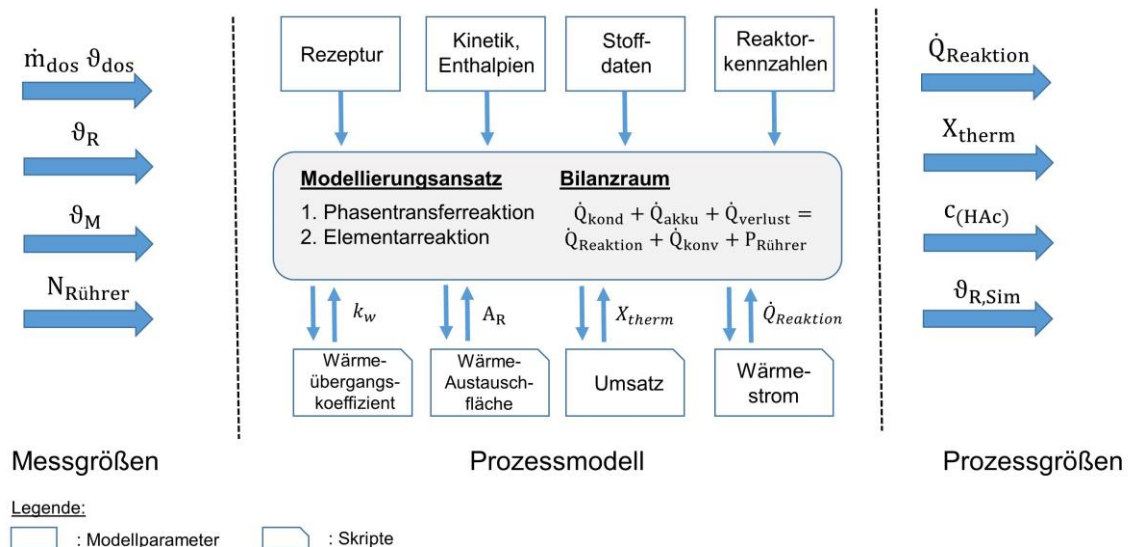 ṁdos ϑdos
ϑR
ϑM
NRührer
Messgrößen
Rezeptur
Kinetik,
Enthalpien
Stoff-
daten
Reaktor-
kennzahlen
Modellierungsansatz
1. Phasentransferreaktion
2. Elementarreaktion
Bilanzraum
Q̇kond + Q̇akku + Q̇verlust =
Q̇Reaktion + Q̇konv + PRührer
kw
AR
Xtherm
Q̇Reaktion
Wärme-
übergangs-
koeffizient
Wärme-
Austausch-
fläche
Umsatz
Wärme-
strom
Prozessmodell
Q̇Reaktion
Xtherm
c(HAc)
ϑR,Sim
Prozessgrößen
Legende:
: Modellparameter
: Skripte